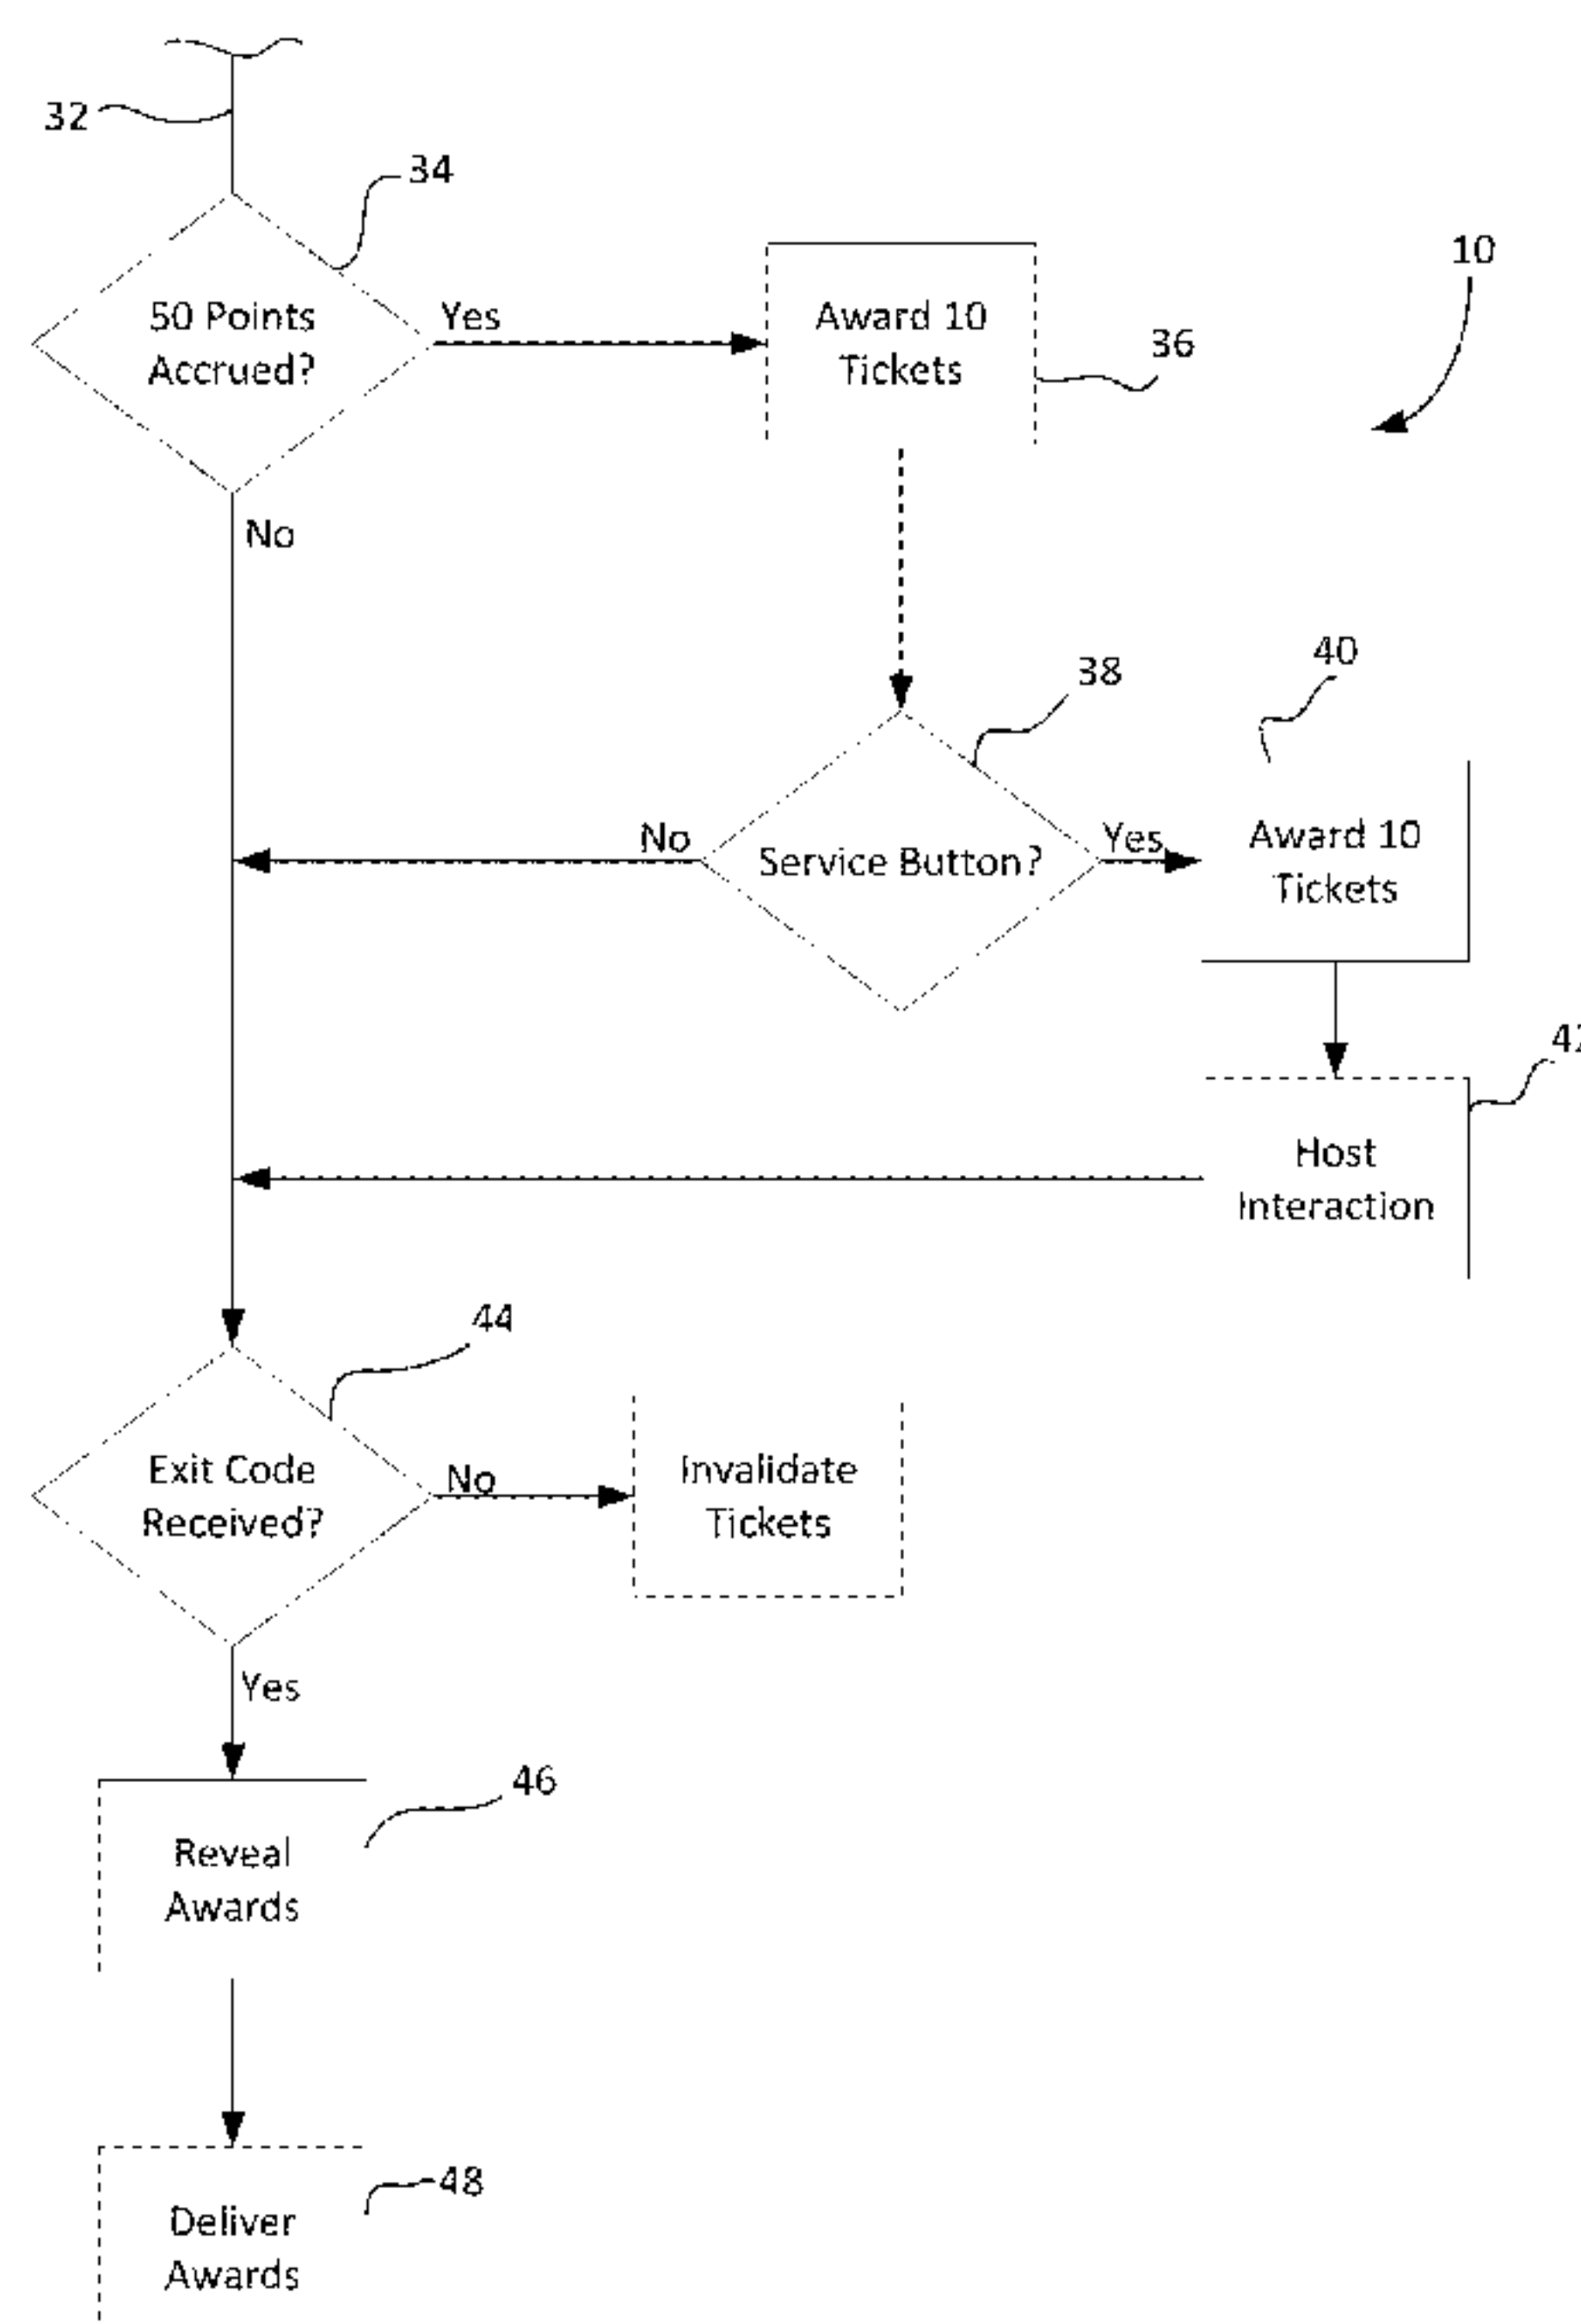 32
34
10
50 Points
Accrued?
Yes
Award 10
Tickets
36
No
40
38
No
Service Button?
Yes
Award 10
Tickets
42
Host
Interaction
44
Exit Code
Received?
No
Invalidate
Tickets
Yes
46
Reveal
Awards
48
Deliver
Awards